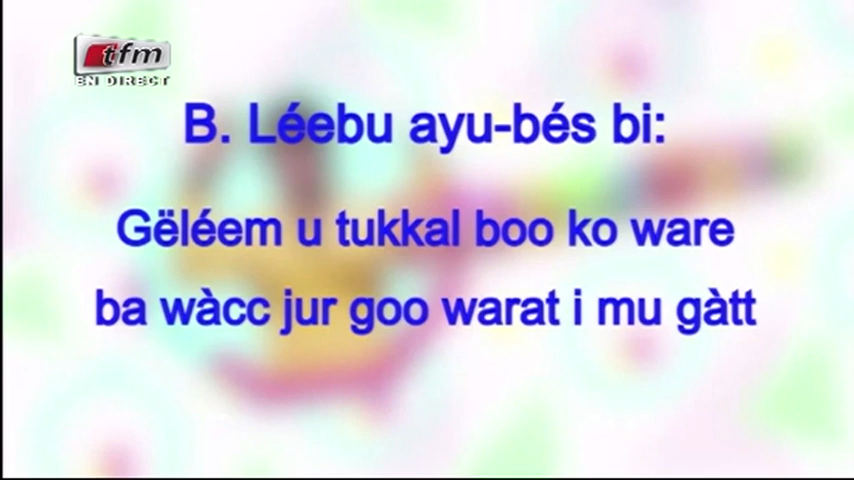 tfm
EN DIRECT
B. Léebu ayu-bés bi:
Gëléem u tukkal boo ko ware
ba wàcc jur goo warat i mu gàtt